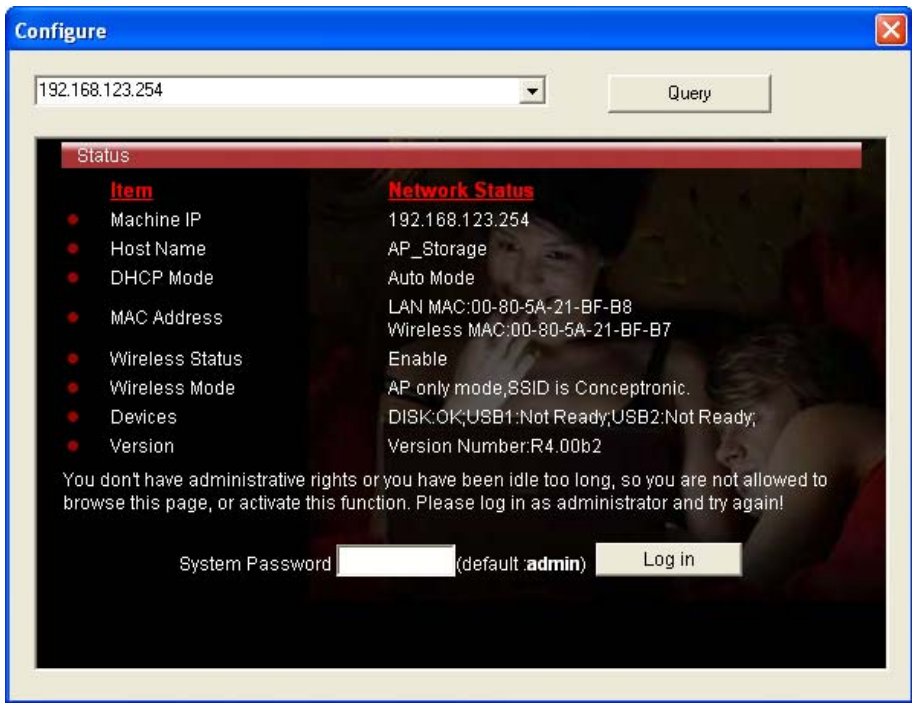 Configure
192.168.123.254
Query
Status
Item Network Status
Machine IP 192.168.123.254
Host Name AP_Storage
DHCP Mode Auto Mode
MAC Address LAN MAC:00-80-5A-21-BF-B8
Wireless MAC:00-80-5A-21-BF-B7
Wireless Status Enable
Wireless Mode AP only mode,SSID is Conceptronic.
Devices DISK:OK;USB1:Not Ready;USB2:Not Ready;
Version Version Number:R4.00b2
You don't have administrative rights or you have been idle too long, so you are not allowed to
browse this page, or activate this function. Please log in as administrator and try again!
System Password (default :admin) Log in